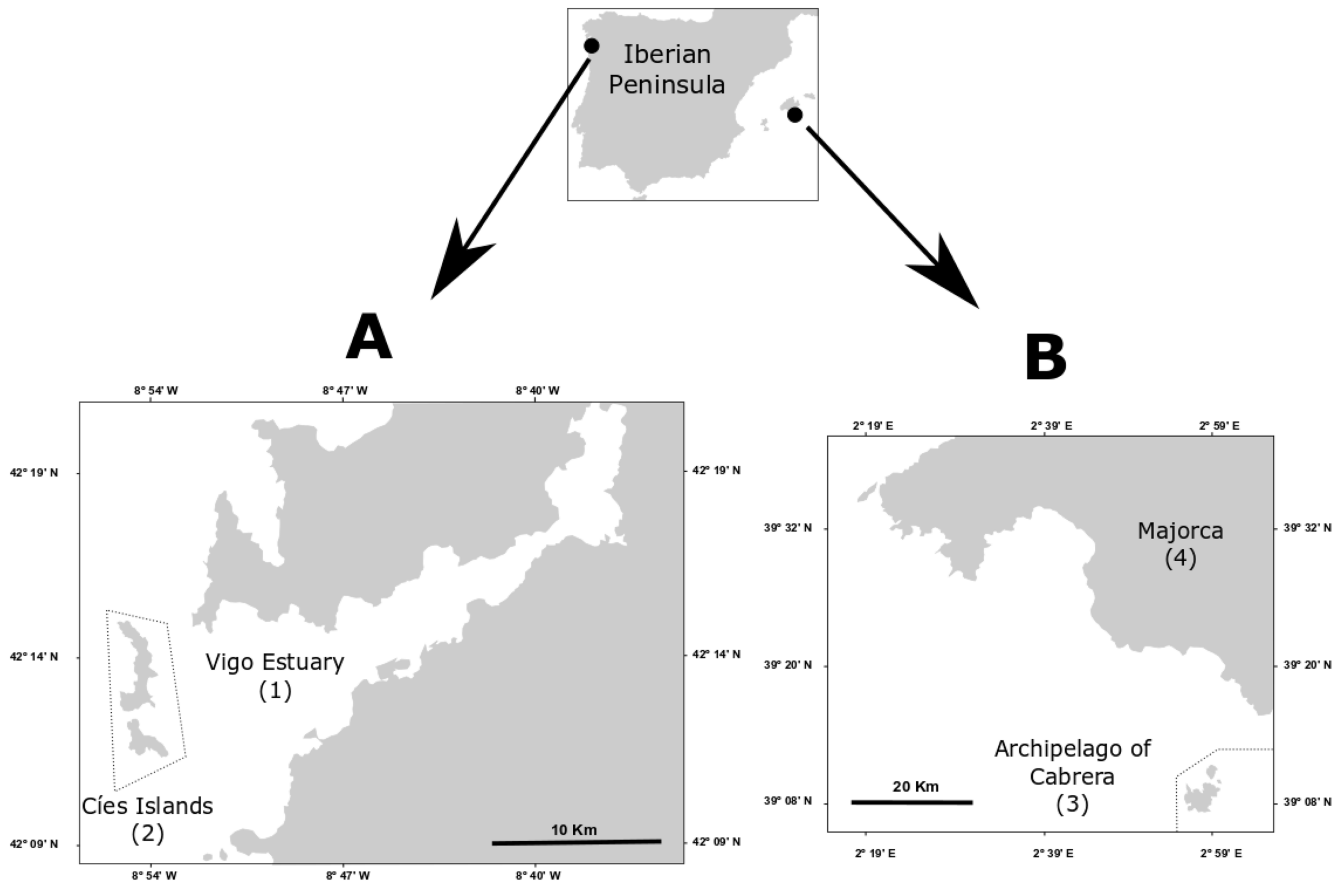 Iberian
Peninsula
A
B
8° 54' W
8° 47' W
8° 40' W
42° 19' N
42° 19' N
42° 14' N
42° 14' N
42° 09' N
42° 09' N
Vigo Estuary
(1)
Cíes Islands
(2)
10 Km
8° 54' W
8° 47' W
8° 40' W
2° 19' E
2° 39' E
2° 59' E
39° 32' N
39° 32' N
Majorca
(4)
39° 20' N
39° 20' N
Archipelago of
Cabrera
(3)
20 Km
39° 08' N
39° 08' N
2° 19' E
2° 39' E
2° 59' E